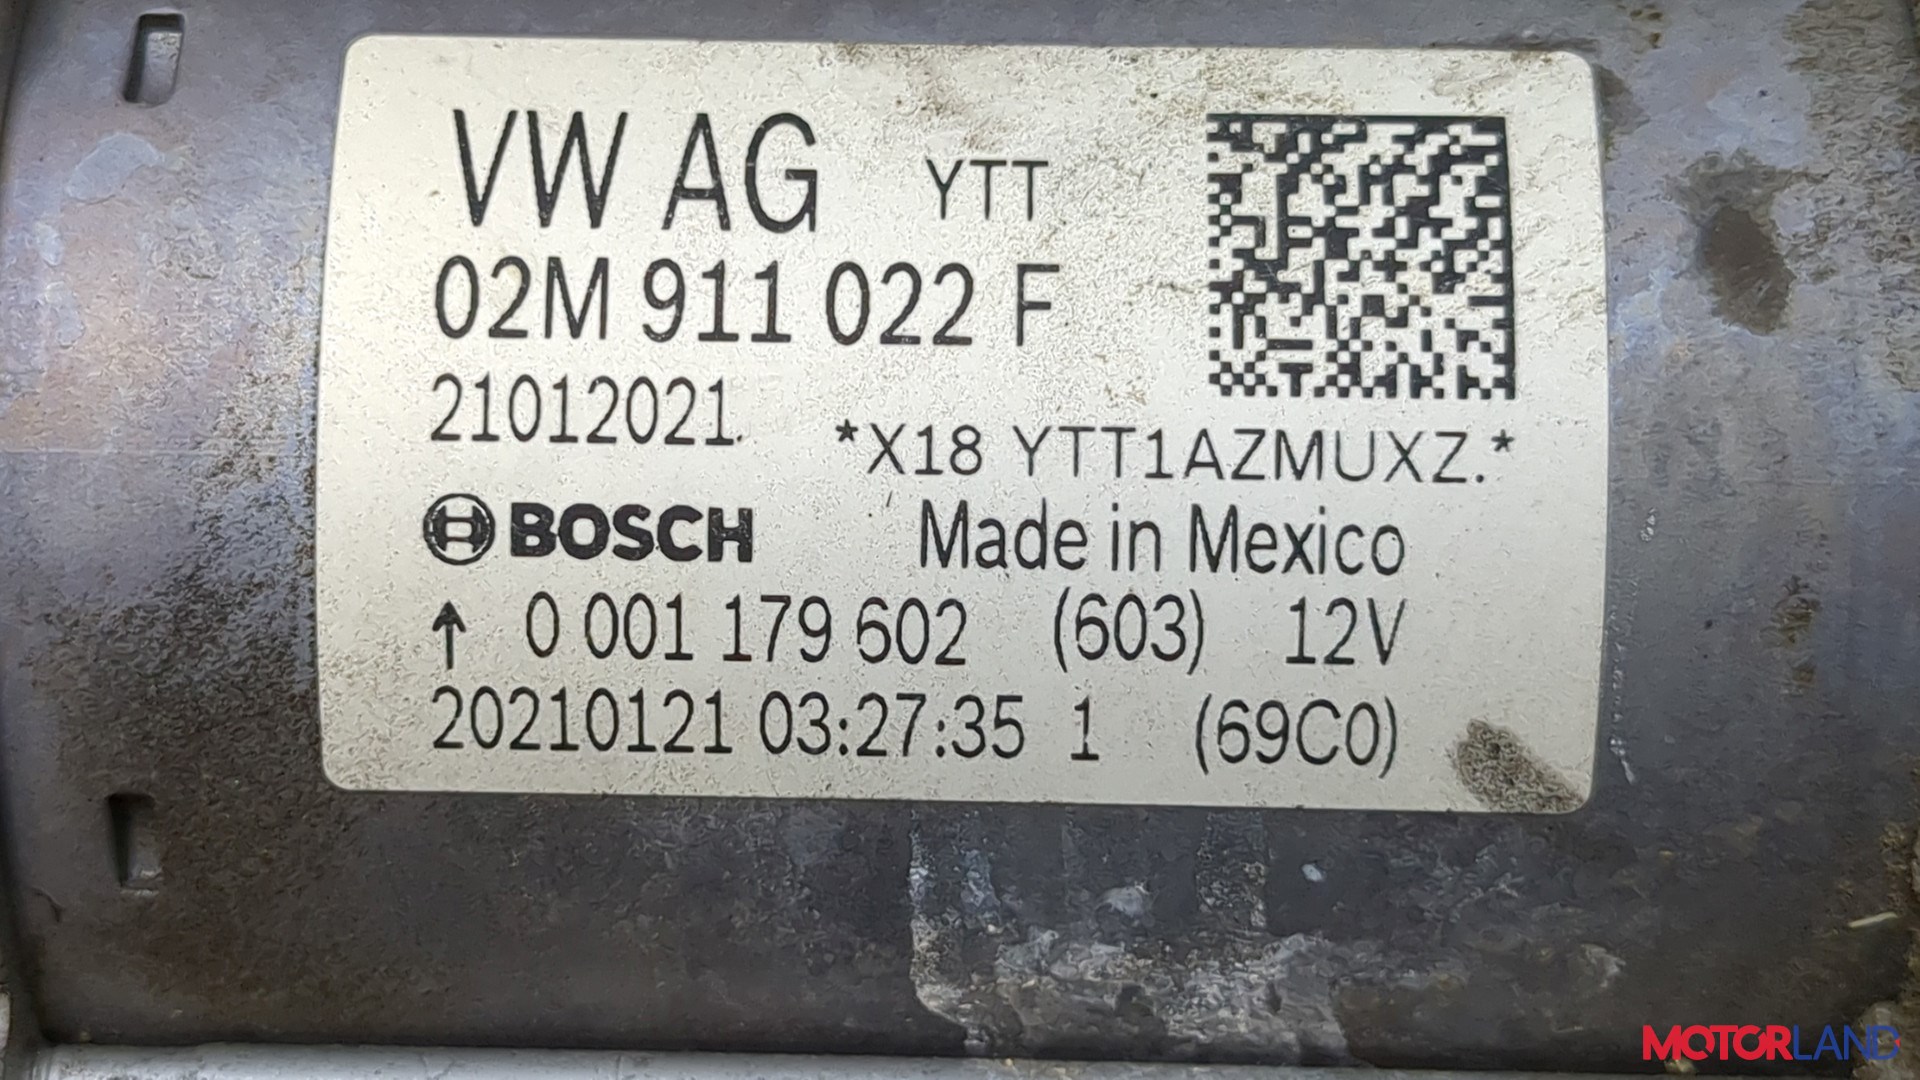 VW AG YTT
02M 911 022 F
21012021
*X18 YTT1AZMUXZ.*
BOSCH Made in Mexico
↑ 0 001 179 602 (603) 12V
20210121 03:27:35 1 (69C0)
MOTORLAND